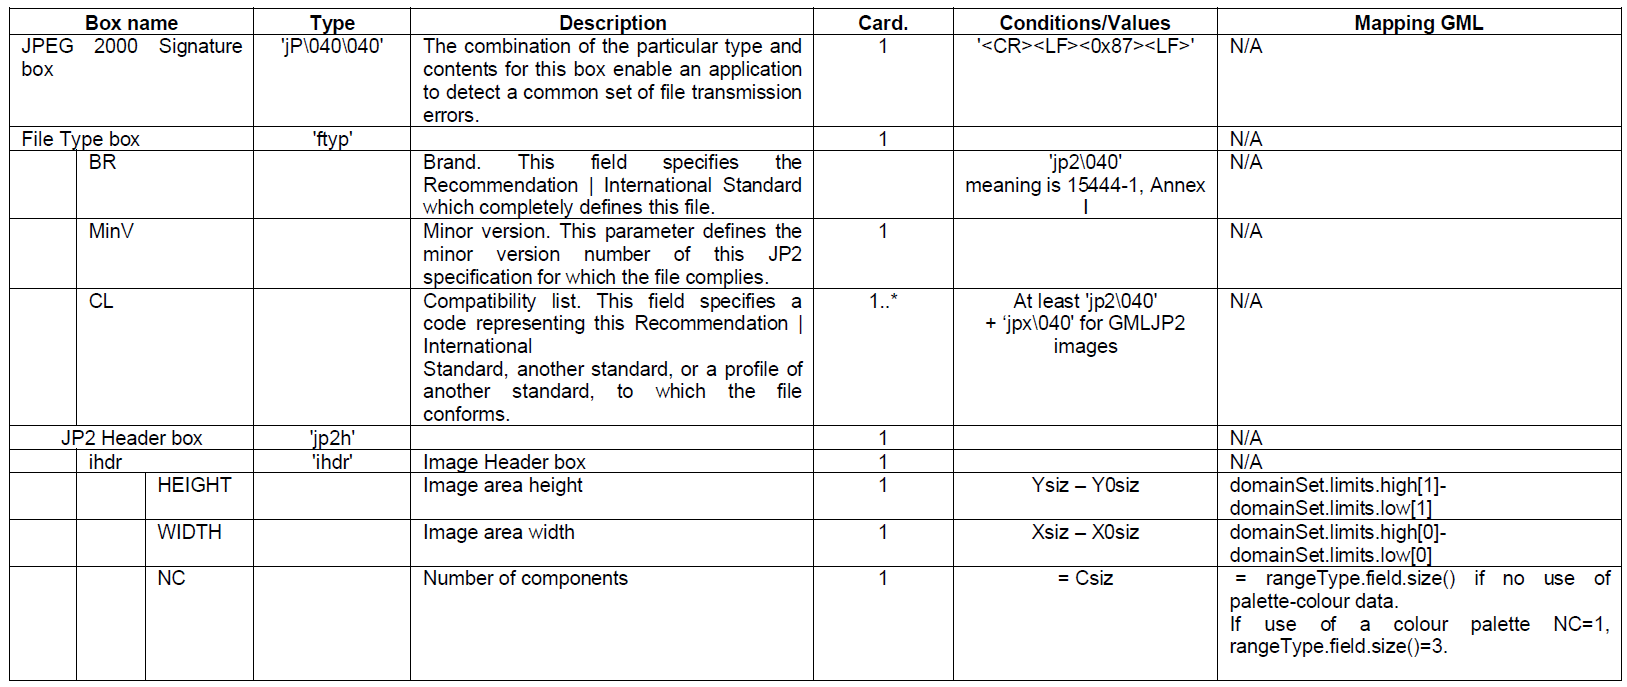 Box name Type Description Card. Conditions/Values Mapping GML
JPEG 2000 Signature box 'jP\040\040' The combination of the particular type and contents for this box enable an application to detect a common set of file transmission errors. 1 '<CR><LF><0x87><LF>' N/A
File Type box 'ftyp' 1 N/A
BR Brand. This field specifies the Recommendation | International Standard which completely defines this file. 'jp2\040' meaning is 15444-1, Annex I N/A
MinV Minor version. This parameter defines the minor version number of this JP2 specification for which the file complies. 1 N/A
CL Compatibility list. This field specifies a code representing this Recommendation | International Standard, another standard, or a profile of another standard, to which the file conforms. 1..* At least 'jp2\040' + ‘jpx\040' for GMLJP2 images N/A
JP2 Header box 'jp2h' 1 N/A
ihdr 'ihdr' Image Header box 1 N/A
HEIGHT Image area height 1 Ysiz – Y0siz domainSet.limits.high[1]-domainSet.limits.low[1]
WIDTH Image area width 1 Xsiz – X0siz domainSet.limits.high[0]-domainSet.limits.low[0]
NC Number of components 1 = Csiz = rangeType.field.size() if no use of palette-colour data. If use of a colour palette NC=1, rangeType.field.size()=3.